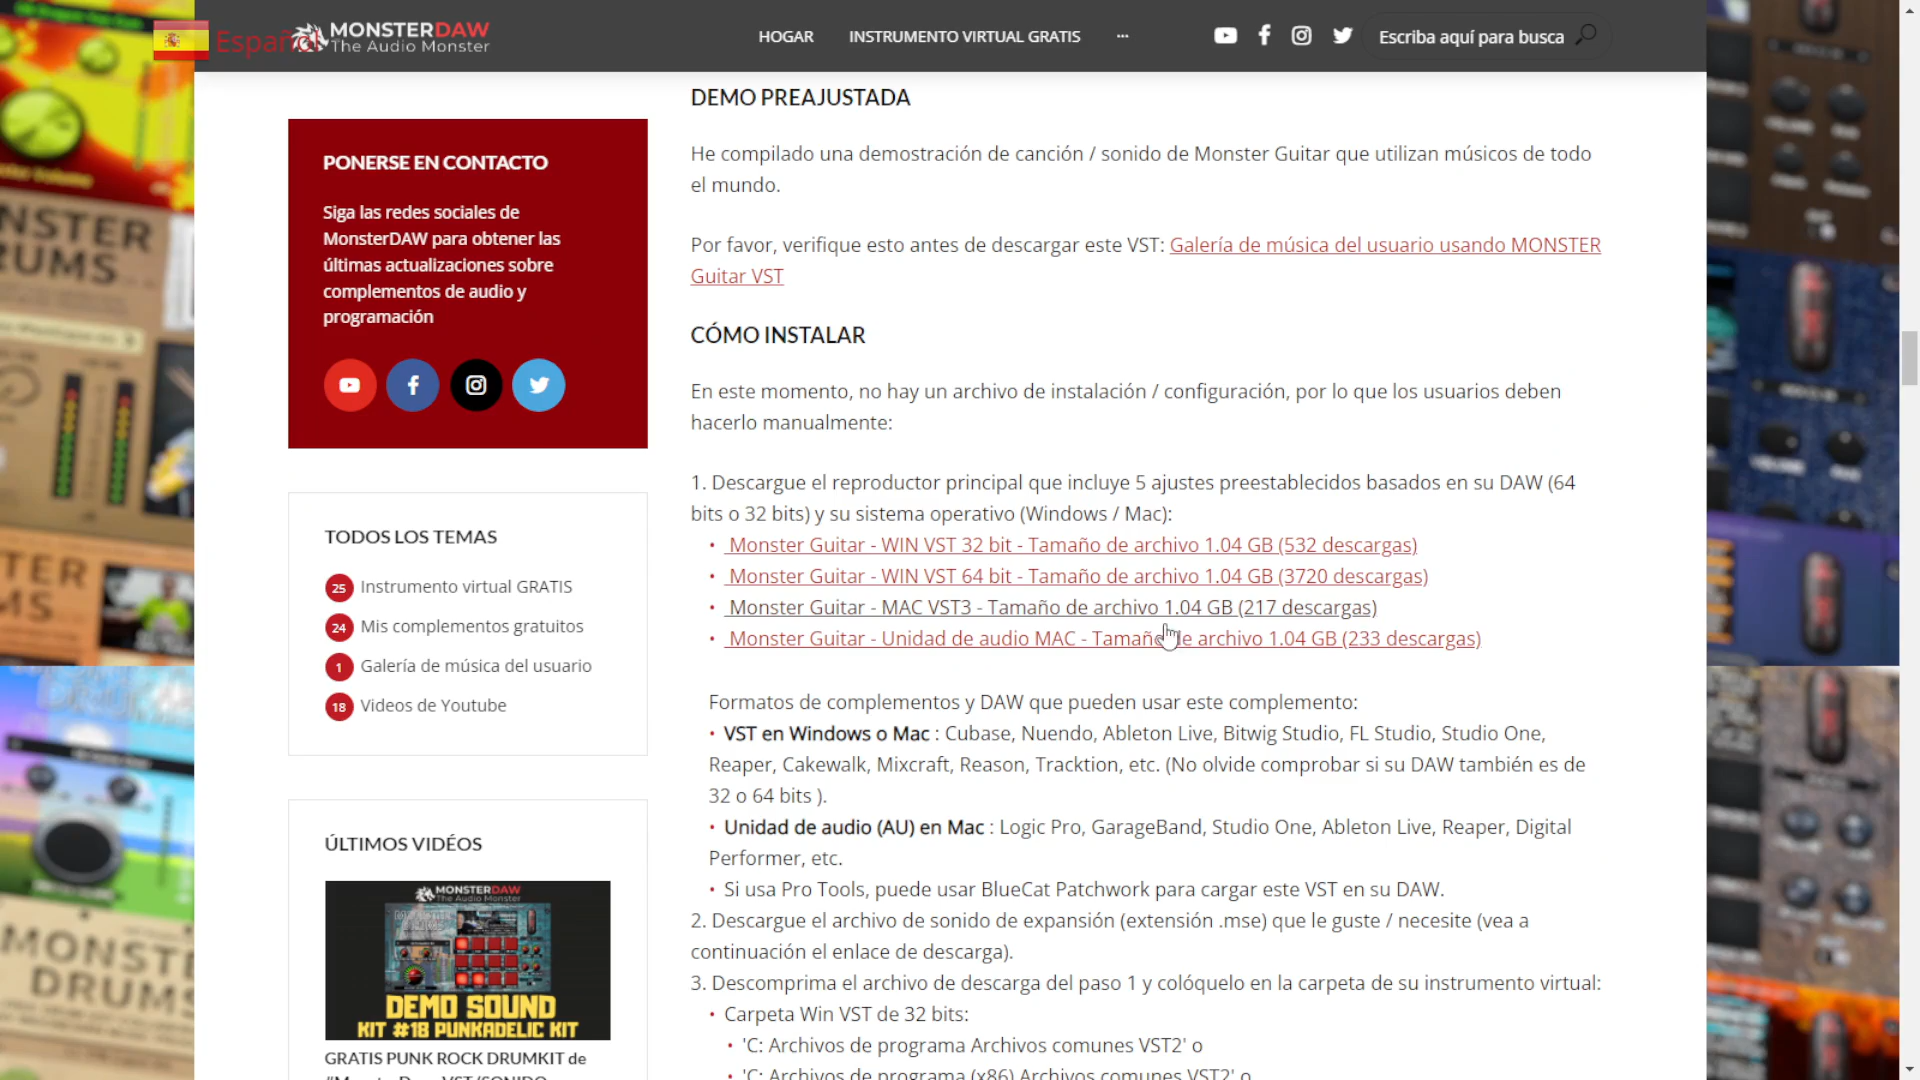 Español
MONSTERDAW
The Audio Monster
HOGAR
INSTRUMENTO VIRTUAL GRATIS
...
Escriba aquí para busca
PONERSE EN CONTACTO
Siga las redes sociales de
MonsterDAW para obtener las
últimas actualizaciones sobre
complementos de audio y
programación
TODOS LOS TEMAS
25 Instrumento virtual GRATIS
24 Mis complementos gratuitos
1 Galería de música del usuario
18 Videos de Youtube
ÚLTIMOS VIDÉOS
MONSTERDAW
The Audio Monster
DEMO SOUND
KIT #18 PUNKADELIC KIT
GRATIS PUNK ROCK DRUMKIT de
DEMO PREAJUSTADA
He compilado una demostración de canción / sonido de Monster Guitar que utilizan músicos de todo
el mundo.
Por favor, verifique esto antes de descargar este VST: Galería de música del usuario usando MONSTER
Guitar VST
CÓMO INSTALAR
En este momento, no hay un archivo de instalación / configuración, por lo que los usuarios deben
hacerlo manualmente:
1. Descargue el reproductor principal que incluye 5 ajustes preestablecidos basados en su DAW (64
bits o 32 bits) y su sistema operativo (Windows / Mac):
• Monster Guitar - WIN VST 32 bit - Tamaño de archivo 1.04 GB (532 descargas)
• Monster Guitar - WIN VST 64 bit - Tamaño de archivo 1.04 GB (3720 descargas)
• Monster Guitar - MAC VST3 - Tamaño de archivo 1.04 GB (217 descargas)
• Monster Guitar - Unidad de audio MAC - Tamaño de archivo 1.04 GB (233 descargas)
Formatos de complementos y DAW que pueden usar este complemento:
• VST en Windows o Mac : Cubase, Nuendo, Ableton Live, Bitwig Studio, FL Studio, Studio One,
Reaper, Cakewalk, Mixcraft, Reason, Tracktion, etc. (No olvide comprobar si su DAW también es de
32 o 64 bits ).
• Unidad de audio (AU) en Mac : Logic Pro, GarageBand, Studio One, Ableton Live, Reaper, Digital
Performer, etc.
• Si usa Pro Tools, puede usar BlueCat Patchwork para cargar este VST en su DAW.
2. Descargue el archivo de sonido de expansión (extensión .mse) que le guste / necesite (vea a
continuación el enlace de descarga).
3. Descomprima el archivo de descarga del paso 1 y colóquelo en la carpeta de su instrumento virtual:
• Carpeta Win VST de 32 bits:
• 'C: Archivos de programa Archivos comunes VST2' o
• 'C: Archivos de programa (x86) Archivos comunes VST2' o
NSTER
RUMS
MONST
DRUMS